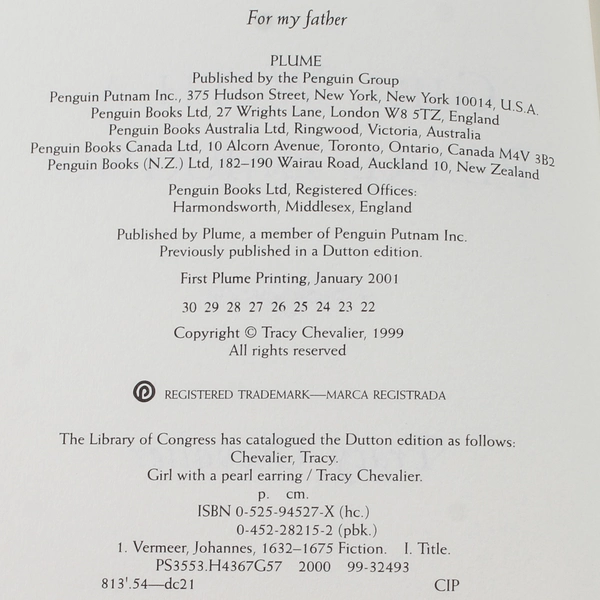 For my father
PLUME
Published by the Penguin Group
Penguin Putnam Inc., 375 Hudson Street, New York, New York 10014, U.S.A.
Penguin Books Ltd, 27 Wrights Lane, London W8 5TZ, England
Penguin Books Australia Ltd, Ringwood, Victoria, Australia
Penguin Books Canada Ltd, 10 Alcorn Avenue, Toronto, Ontario, Canada M4V 3B2
Penguin Books (N.Z.) Ltd, 182–190 Wairau Road, Auckland 10, New Zealand
Penguin Books Ltd, Registered Offices:
Harmondsworth, Middlesex, England
Published by Plume, a member of Penguin Putnam Inc.
Previously published in a Dutton edition.
First Plume Printing, January 2001
30 29 28 27 26 25 24 23 22
Copyright © Tracy Chevalier, 1999
All rights reserved
REGISTERED TRADEMARK—MARCA REGISTRADA
The Library of Congress has catalogued the Dutton edition as follows:
Chevalier, Tracy.
Girl with a pearl earring / Tracy Chevalier.
p. cm.
ISBN 0-525-94527-X (hc.)
0-452-28215-2 (pbk.)
1. Vermeer, Johannes, 1632–1675 Fiction. I. Title.
PS3553.H4367G57 2000 99-32493
813'.54—dc21 CIP